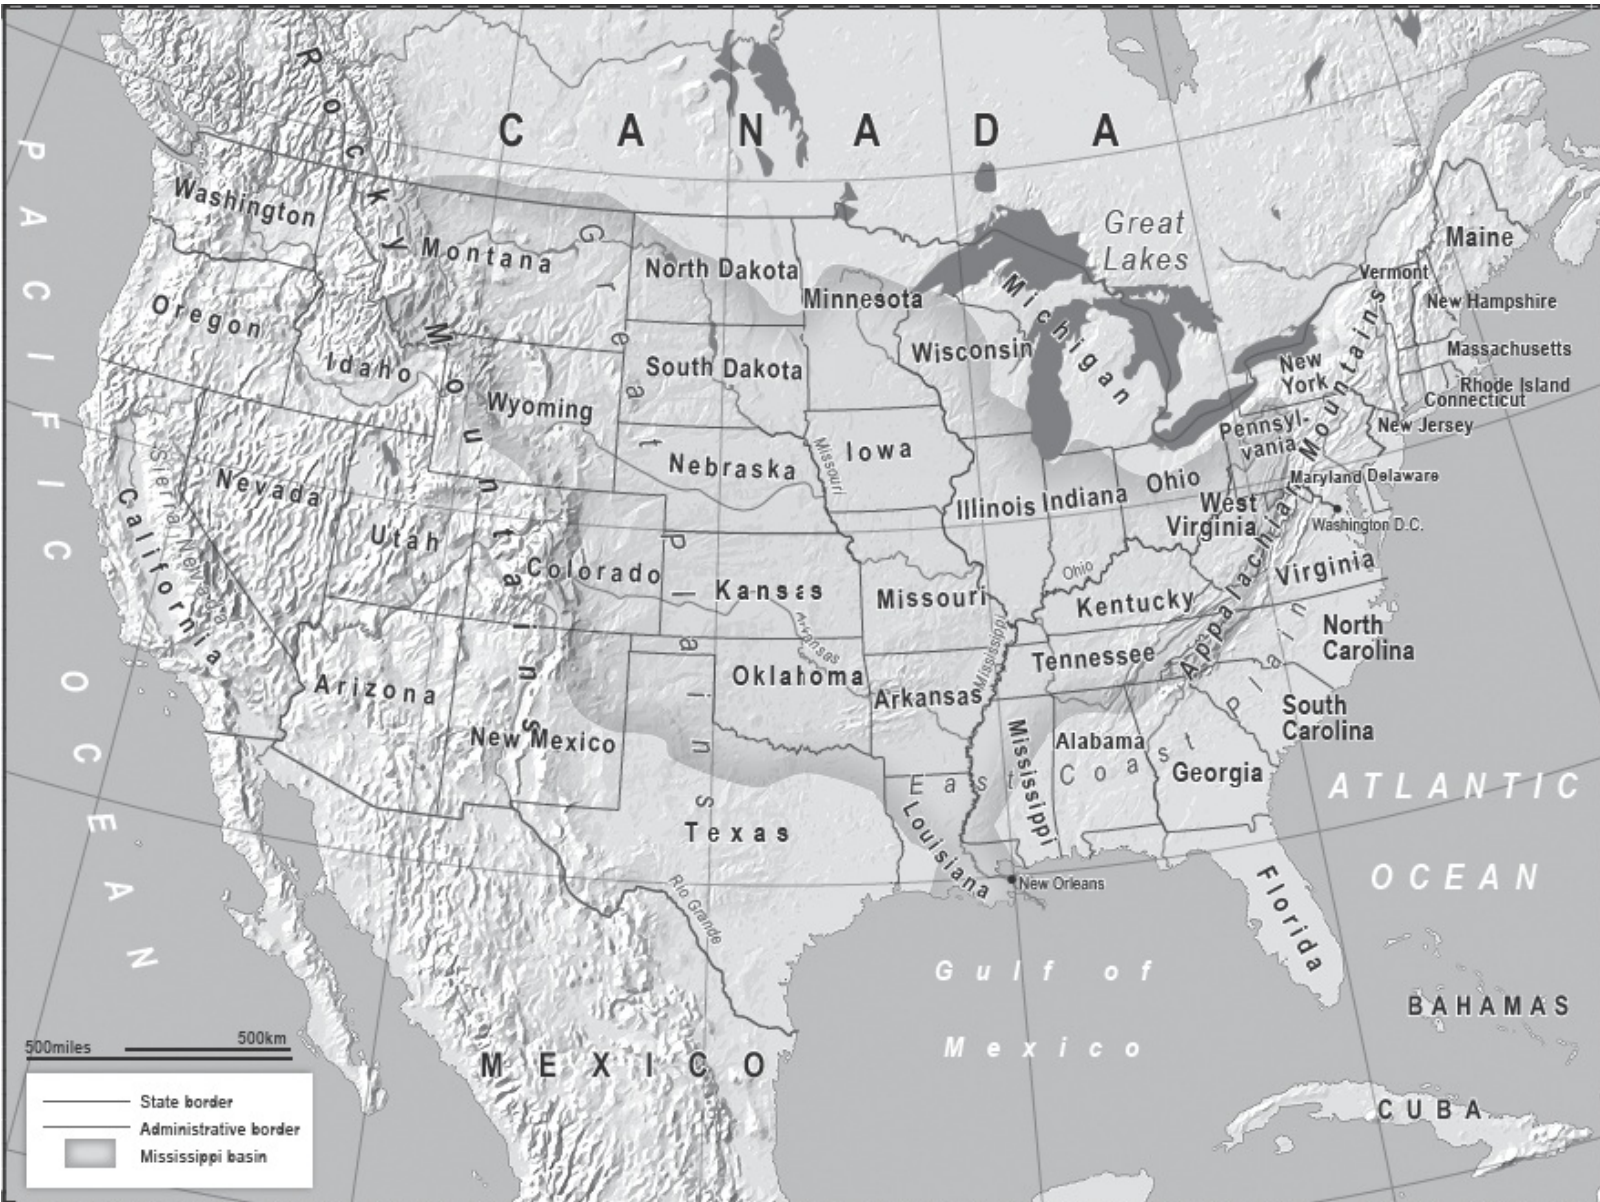 Rocky Mountains
CANADA
PACIFIC OCEAN
Washington
Montana
Great Plains
North Dakota
Minnesota
Great
Lakes
Michigan
Maine
Vermont
New Hampshire
Massachusetts
Rhode Island
Connecticut
New
York
New Jersey
Oregon
Idaho
Wyoming
South Dakota
Wisconsin
Pennsyl-
vania
Appalachian Mountains
Maryland
Delaware
Washington D.C.
Sierra Nevada
California
Nevada
Utah
Colorado
Nebraska
Missouri
Iowa
Illinois
Indiana
Ohio
West
Virginia
Virginia
Ohio
Kansas
Arkansas
Missouri
Mississippi
Kentucky
Tennessee
North
Carolina
South
Carolina
Arizona
New Mexico
Oklahoma
Arkansas
Mississippi
Alabama
Georgia
East Coast Plain
Texas
Louisiana
New Orleans
Florida
Rio Grande
ATLANTIC
OCEAN
Gulf of
Mexico
BAHAMAS
MEXICO
CUBA
500km
500miles
State border
Administrative border
Mississippi basin